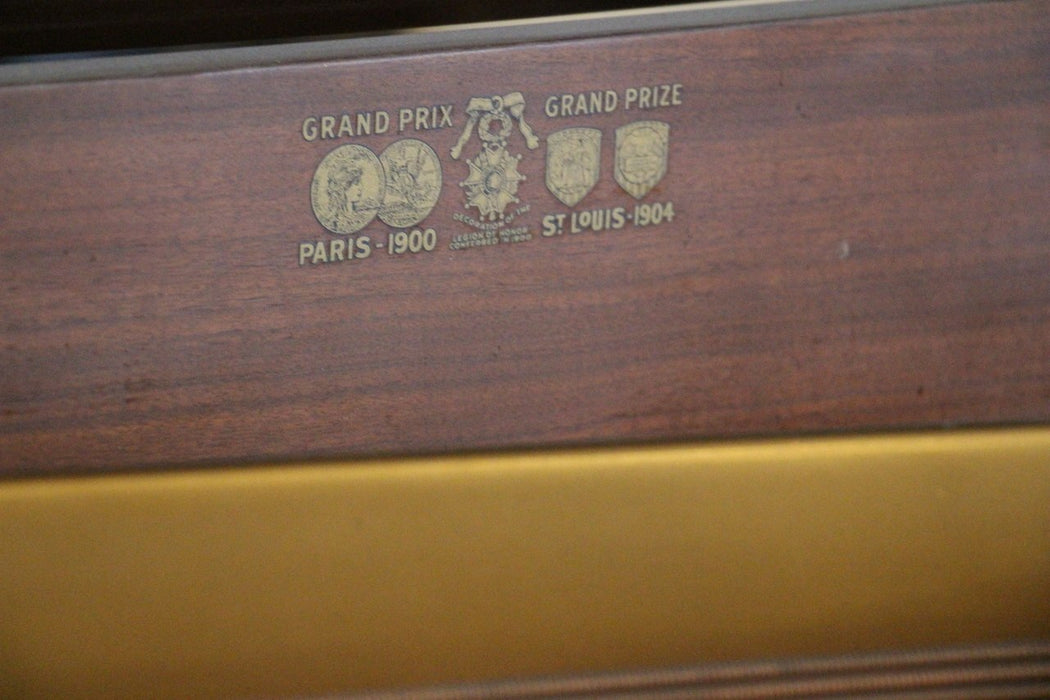 GRAND PRIX
PARIS - 1900
DECORATION OF THE
LEGION OF HONOR
CONFERRED IN 1900
GRAND PRIZE
ST LOUIS · 1904